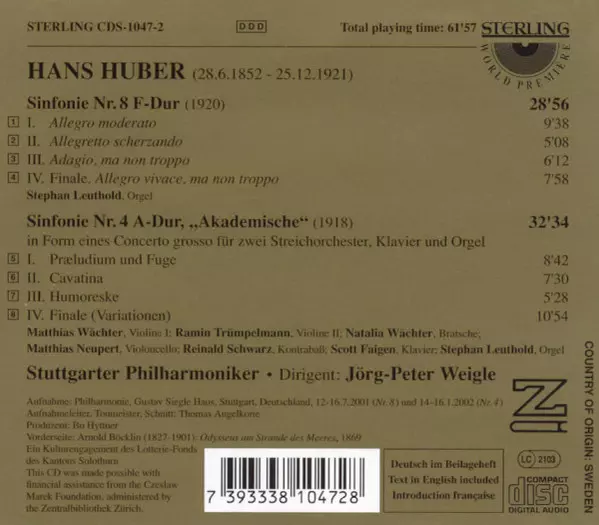 STERLING CDS-1047-2 DDD Total playing time: 61'57 STERLING
WORLD PREMIERE
HANS HUBER (28.6.1852 - 25.12.1921)
Sinfonie Nr. 8 F-Dur (1920) 28'56
1 I. Allegro moderato 9'38
2 II. Allegretto scherzando 5'08
3 III. Adagio, ma non troppo 6'12
4 IV. Finale. Allegro vivace, ma non troppo 7'58
Stephan Leuthold, Orgel
Sinfonie Nr. 4 A-Dur, „Akademische“ (1918) 32'34
in Form eines Concerto grosso für zwei Streichorchester, Klavier und Orgel
5 I. Præludium und Fuge 8'42
6 II. Cavatina 7'30
7 III. Humoreske 5'28
8 IV. Finale (Variationen) 10'54
Matthias Wächter, Violine I; Ramin Trümpelmann, Violine II; Natalia Wächter, Bratsche;
Matthias Neupert, Violoncello; Reinald Schwarz, Kontrabaß; Scott Faigen, Klavier; Stephan Leuthold, Orgel
Stuttgarter Philharmoniker • Dirigent: Jörg-Peter Weigle
Aufnahme: Philharmonie, Gustav Siegle Haus, Stuttgart, Deutschland, 12-16.7.2001 (Nr. 8) und 14-16.1.2002 (Nr. 4)
Aufnahmeleiter, Tonmeister, Schnitt: Thomas Angelkorte
Produzent: Bo Hyttner
Vorderseite: Arnold Böcklin (1827-1901): Odysseus am Strande des Meeres, 1869
Ein Kulturengagement des Lotterie-Fonds
des Kantons Solothurn
This CD was made possible with
financial assistance from the Czeslaw
Marek Foundation, administered by
the Zentralbibliothek Zürich.
7 393338 104728
Deutsch im Beilageheft
Text in English included
Introduction française
LC 2103
COMPACT
disc
DIGITAL AUDIO
COUNTRY OF ORIGIN: SWEDEN